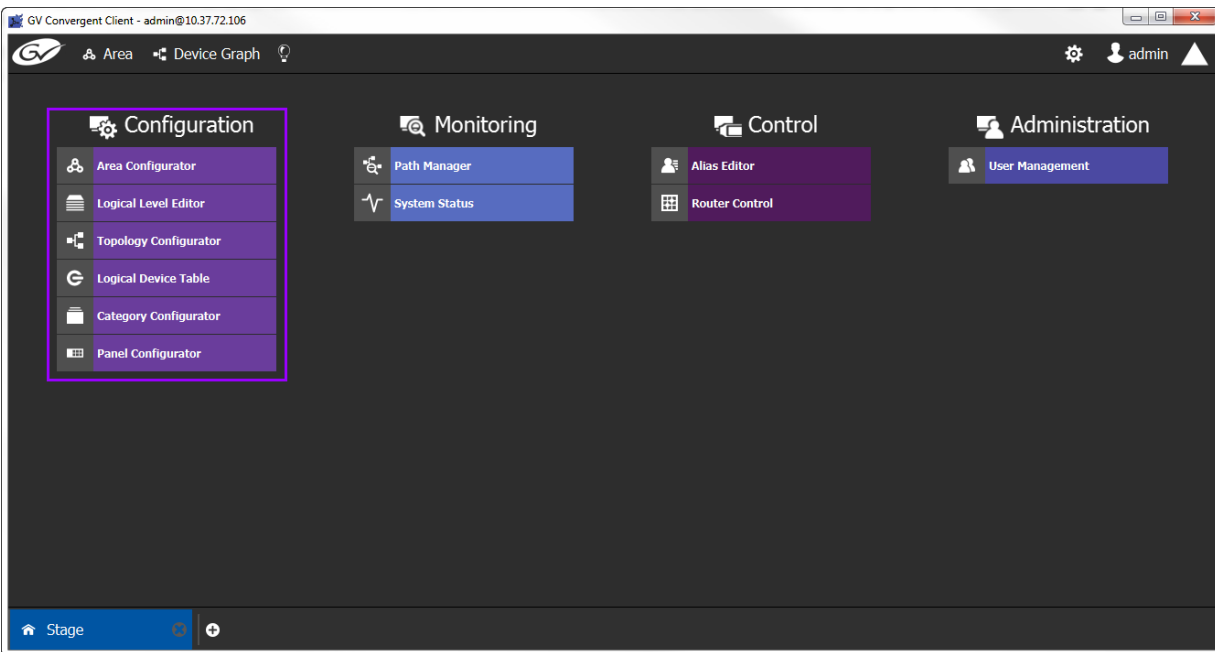 GV Convergent Client - admin@10.37.72.106
GV Area Device Graph admin
Configuration Monitoring Control Administration
Area Configurator Path Manager Alias Editor User Management
Logical Level Editor System Status Router Control
Topology Configurator
Logical Device Table
Category Configurator
Panel Configurator
Stage